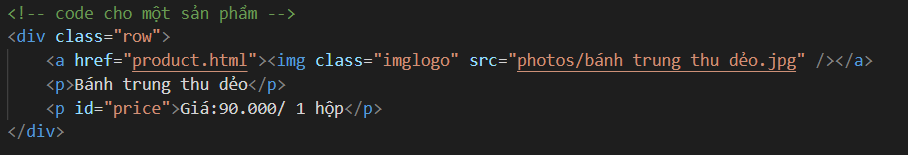 <!-- code cho một sản phẩm -->
<div class="row">
<a href="product.html"><img class="imglogo" src="photos/bánh trung thu dẻo.jpg" /></a>
<p>Bánh trung thu dẻo</p>
<p id="price">Giá:90.000/ 1 hộp</p>
</div>